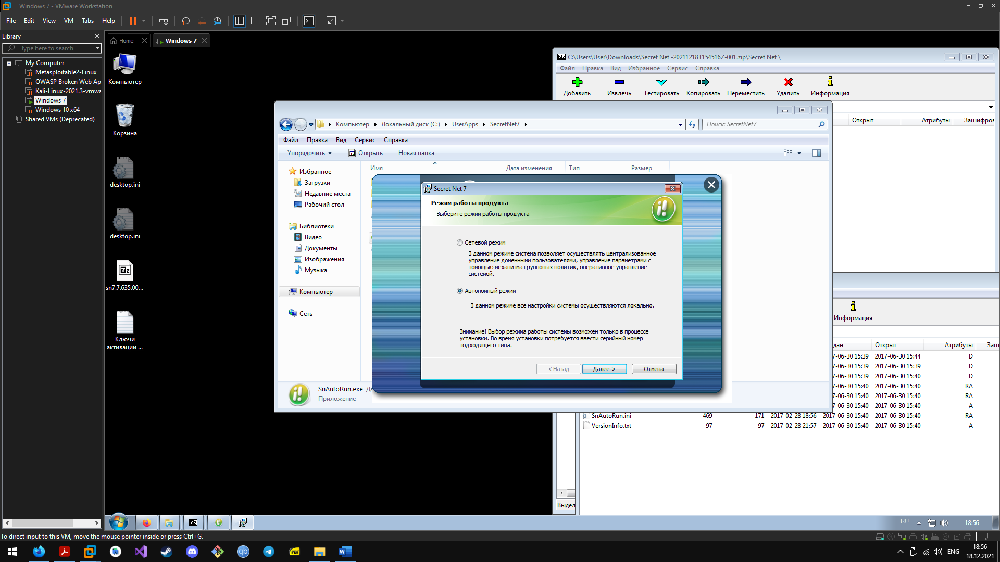 Windows 7 - VMware Workstation
File Edit View VM Tabs Help
Library
Type here to search
My Computer
Metasploitable2-Linux
OWASP Broken Web Ap
Kali-Linux-2021.3-vmwa
Windows 7
Windows 10 x64
Shared VMs (Deprecated)
Home
Windows 7
Компьютер
Корзина
desktop.ini
desktop.ini
sn7.7.635.00...
Ключи
активации ...
C:\Users\User\Downloads\Secret Net -20211218T154516Z-001.zip\Secret Net \
Файл Правка Вид Избранное Сервис Справка
Добавить Извлечь Тестировать Копировать Переместить Удалить Информация
Открыт Атрибуты Зашифров
Компьютер Локальный диск (C:) UserApps SecretNet7
Поиск: SecretNet7
Файл Правка Вид Сервис Справка
Упорядочить Открыть Новая папка
Избранное
Загрузки
Недавние места
Рабочий стол
Библиотеки
Видео
Документы
Изображения
Музыка
Компьютер
Сеть
Имя Дата изменения Тип Размер
Secret Net 7
Режим работы продукта
Выберите режим работы продукта
Сетевой режим
В данном режиме система позволяет осуществлять централизованное
управление доменными пользователями, управление параметрами с
помощью механизма групповых политик, оперативное управление
системой.
Автономный режим
В данном режиме все настройки системы осуществляются локально.
Внимание! Выбор режима работы системы возможен только в процессе
установки. Во время установки потребуется ввести серийный номер
подходящего типа.
< Назад Далее > Отмена
SnAutoRun.exe Да
Приложение
Информация
дан Открыт Атрибуты Заш
7-06-30 15:39 2017-06-30 15:44 D
7-06-30 15:39 2017-06-30 15:39 D
7-06-30 15:39 2017-06-30 15:40 D
7-06-30 15:40 2017-06-30 15:40 RA
7-06-30 15:40 2017-06-30 15:40 RA
7-06-30 15:40 2017-06-30 15:40 A
SnAutoRun.ini 469 171 2017-02-28 18:56 2017-06-30 15:40 2017-06-30 15:40 RA
VersionInfo.txt 97 97 2017-02-28 21:57 2017-06-30 15:40 2017-06-30 15:40 A
Выдел
RU 18:56
To direct input to this VM, move the mouse pointer inside or press Ctrl+G.
ENG
18:56
18.12.2021